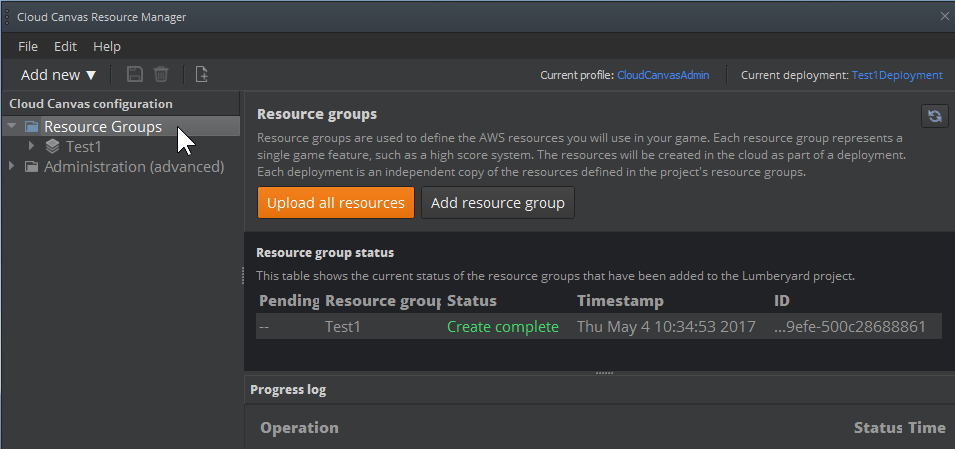 Cloud Canvas Resource Manager
File Edit Help
Add new ▼ Current profile: CloudCanvasAdmin Current deployment: Test1Deployment
Cloud Canvas configuration
Resource Groups
Test1
Administration (advanced)
Resource groups
Resource groups are used to define the AWS resources you will use in your game. Each resource group represents a
single game feature, such as a high score system. The resources will be created in the cloud as part of a deployment.
Each deployment is an independent copy of the resources defined in the project's resource groups.
Upload all resources Add resource group
Resource group status
This table shows the current status of the resource groups that have been added to the Lumberyard project.
Pending Resource group Status Timestamp ID
-- Test1 Create complete Thu May 4 10:34:53 2017 ...9efe-500c28688861
Progress log
Operation Status Time